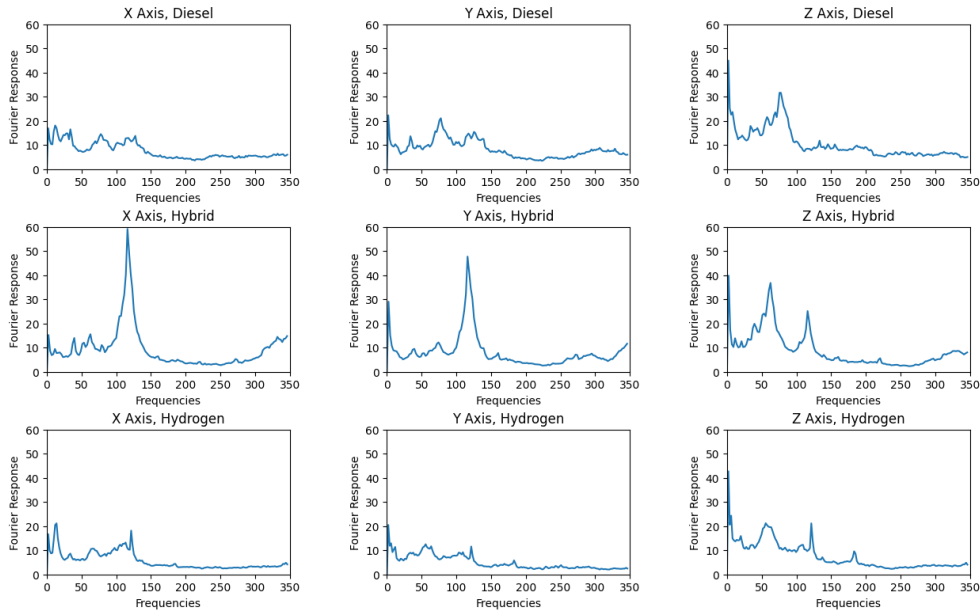 X Axis, Diesel
Y Axis, Diesel
Z Axis, Diesel
60
50
40
30
20
10
0
Fourier Response
0 50 100 150 200 250 300 350
Frequencies
60
50
40
30
20
10
0
Fourier Response
0 50 100 150 200 250 300 350
Frequencies
60
50
40
30
20
10
0
Fourier Response
0 50 100 150 200 250 300 350
Frequencies
X Axis, Hybrid
Y Axis, Hybrid
Z Axis, Hybrid
60
50
40
30
20
10
0
Fourier Response
0 50 100 150 200 250 300 350
Frequencies
60
50
40
30
20
10
0
Fourier Response
0 50 100 150 200 250 300 350
Frequencies
60
50
40
30
20
10
0
Fourier Response
0 50 100 150 200 250 300 350
Frequencies
X Axis, Hydrogen
Y Axis, Hydrogen
Z Axis, Hydrogen
60
50
40
30
20
10
0
Fourier Response
0 50 100 150 200 250 300 350
Frequencies
60
50
40
30
20
10
0
Fourier Response
0 50 100 150 200 250 300 350
Frequencies
60
50
40
30
20
10
0
Fourier Response
0 50 100 150 200 250 300 350
Frequencies